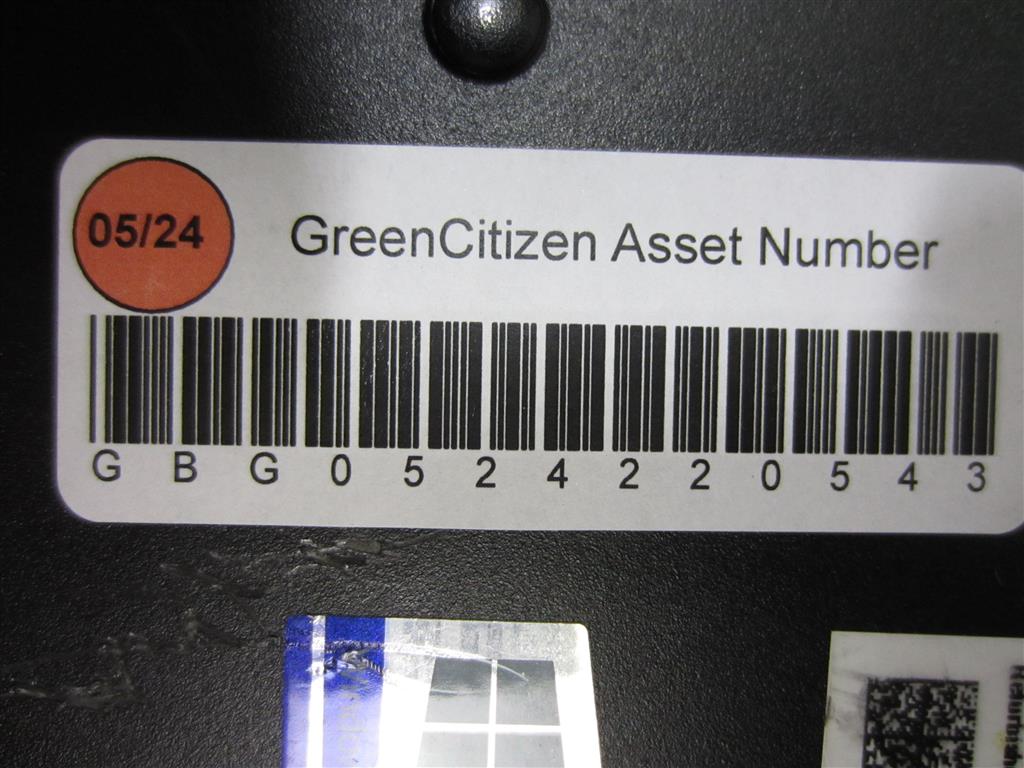 05/24
GreenCitizen Asset Number
G B G 0 5 2 4 2 2 0 5 4 3